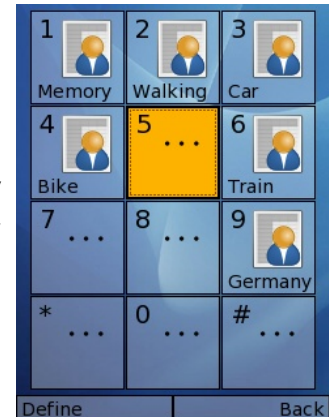 1 2 3
Memory Walking Car
4 5 ... 6
Bike Train
7 ... 8 ... 9
Germany
* ... 0 ... # ...
Define Back